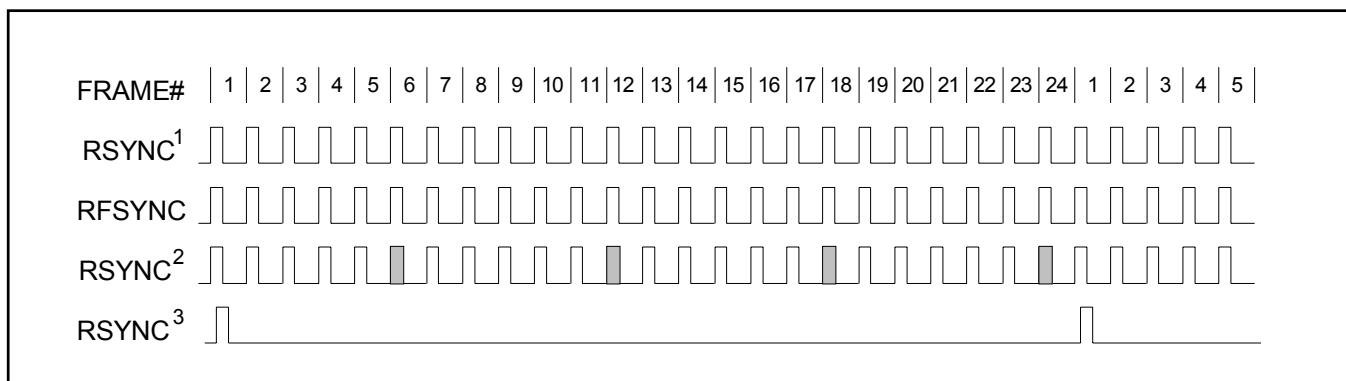 FRAME# 1 2 3 4 5 6 7 8 9 10 11 12 13 14 15 16 17 18 19 20 21 22 23 24 1 2 3 4 5
RSYNC1
RFSYNC
RSYNC2
RSYNC3